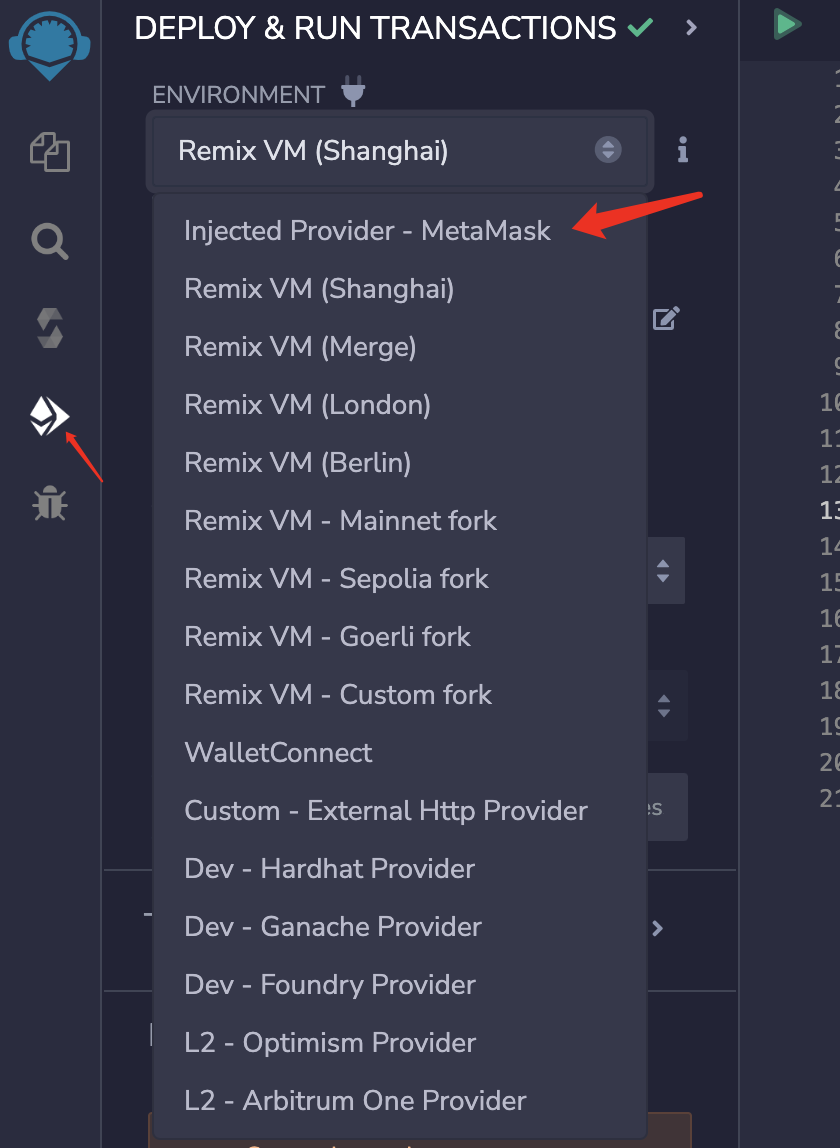 DEPLOY & RUN TRANSACTIONS
ENVIRONMENT
Remix VM (Shanghai)
Injected Provider - MetaMask
Remix VM (Shanghai)
Remix VM (Merge)
Remix VM (London)
Remix VM (Berlin)
Remix VM - Mainnet fork
Remix VM - Sepolia fork
Remix VM - Goerli fork
Remix VM - Custom fork
WalletConnect
Custom - External Http Provider
Dev - Hardhat Provider
Dev - Ganache Provider
Dev - Foundry Provider
L2 - Optimism Provider
L2 - Arbitrum One Provider
1
2
3
4
5
6
7
8
9
10
11
12
13
14
15
16
17
18
19
20
21